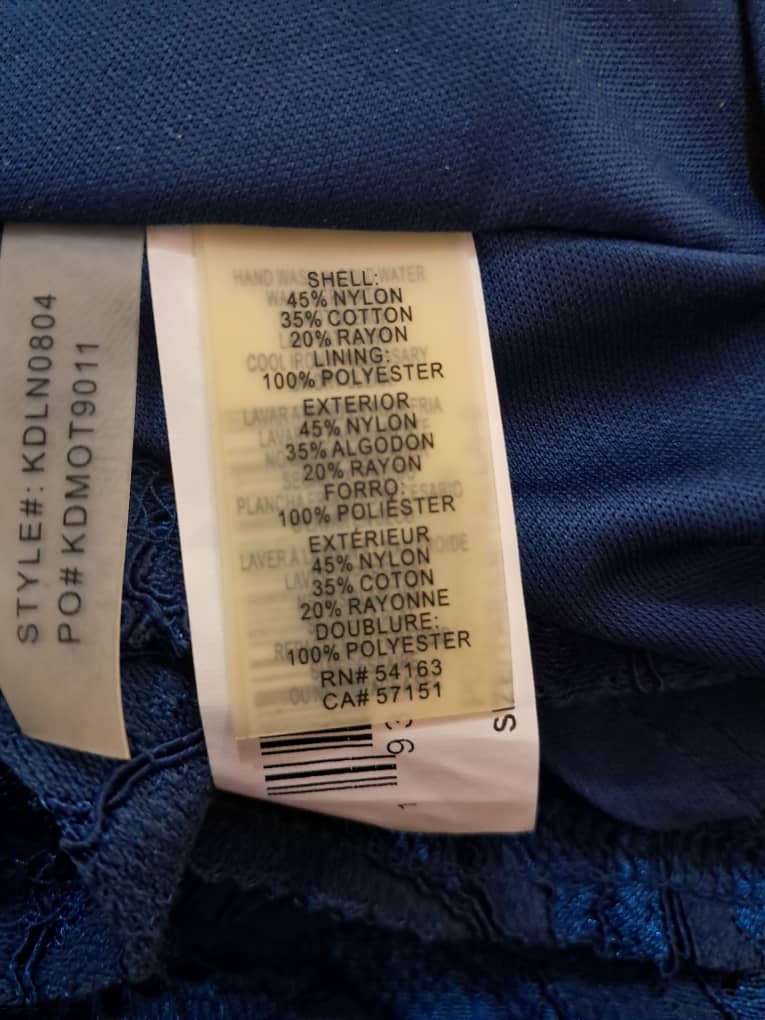 STYLE#: KDLN0804
PO# KDMOT9011
SHELL:
45% NYLON
35% COTTON
20% RAYON
LINING:
100% POLYESTER
EXTERIOR
45% NYLON
35% ALGODON
20% RAYON
FORRO:
100% POLIÉSTER
EXTÉRIEUR
45% NYLON
35% COTON
20% RAYONNE
DOUBLURE:
100% POLYESTER
RN# 54163
CA# 57151